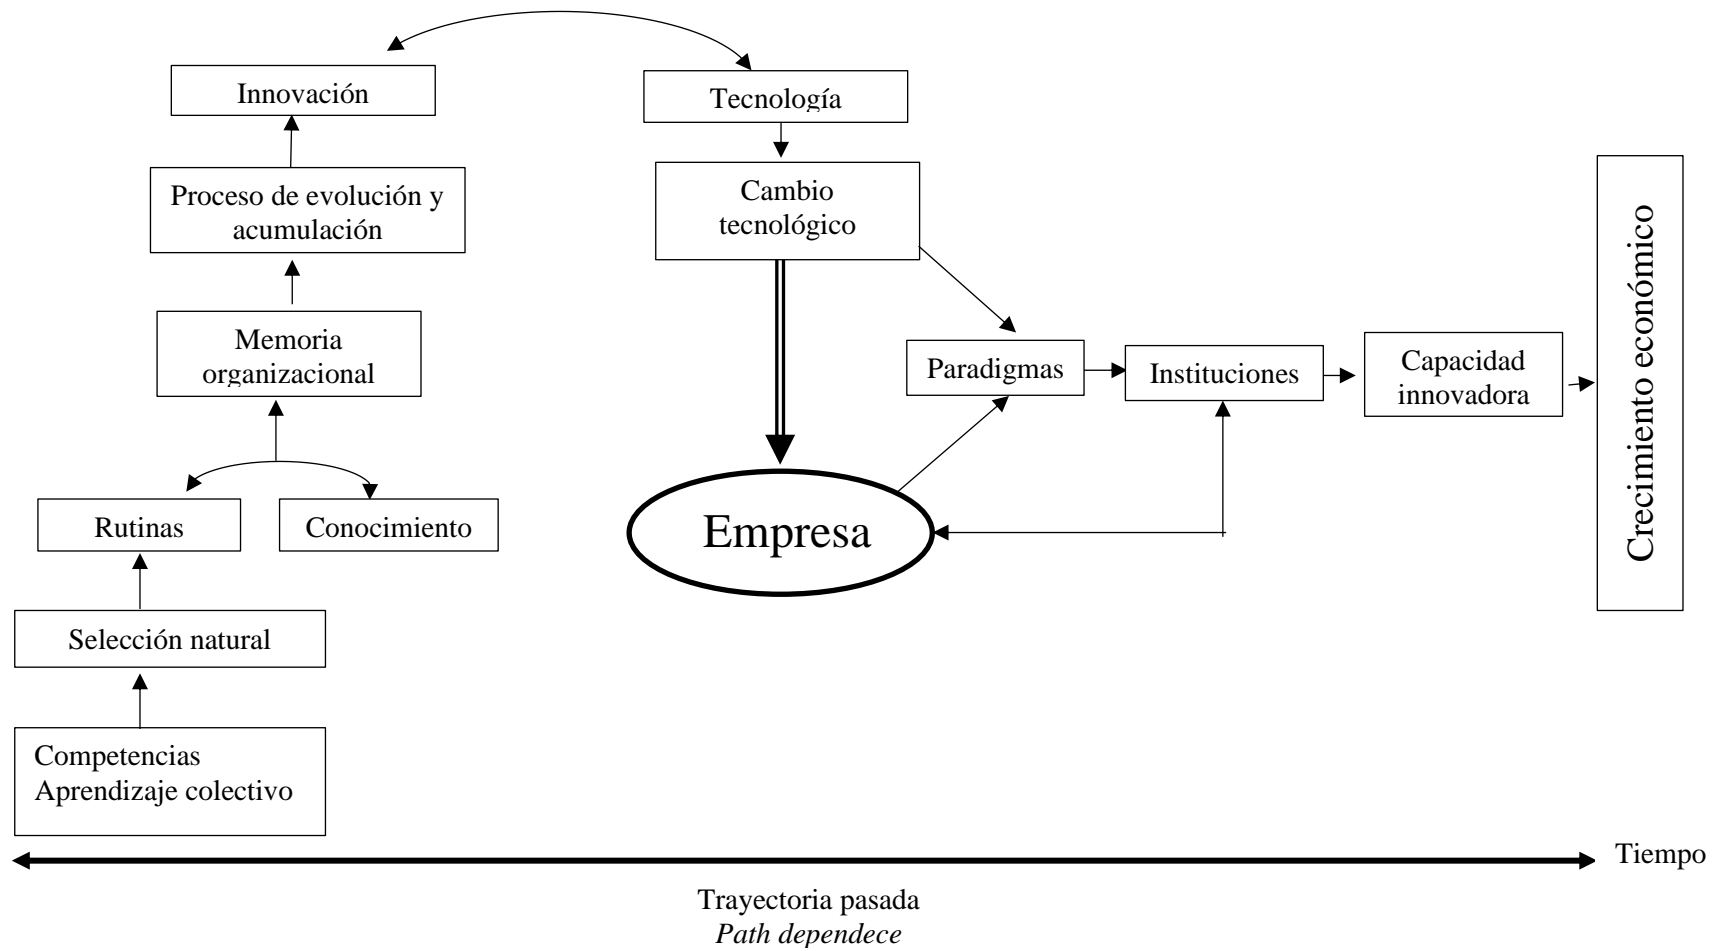 Innovación
Tecnología
Proceso de evolución y
acumulación
Cambio
tecnológico
Memoria
organizacional
Paradigmas
Instituciones
Capacidad
innovadora
Crecimiento económico
Rutinas
Conocimiento
Empresa
Selección natural
Competencias
Aprendizaje colectivo
Tiempo
Trayectoria pasada
Path dependece